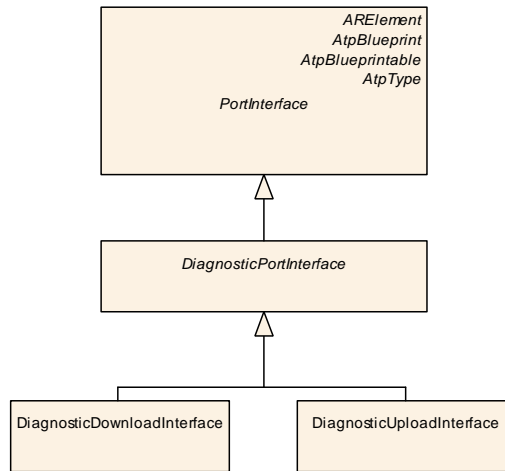 ARElement
AtpBlueprint
AtpBlueprintable
AtpType
PortInterface
DiagnosticPortInterface
DiagnosticDownloadInterface
DiagnosticUploadInterface